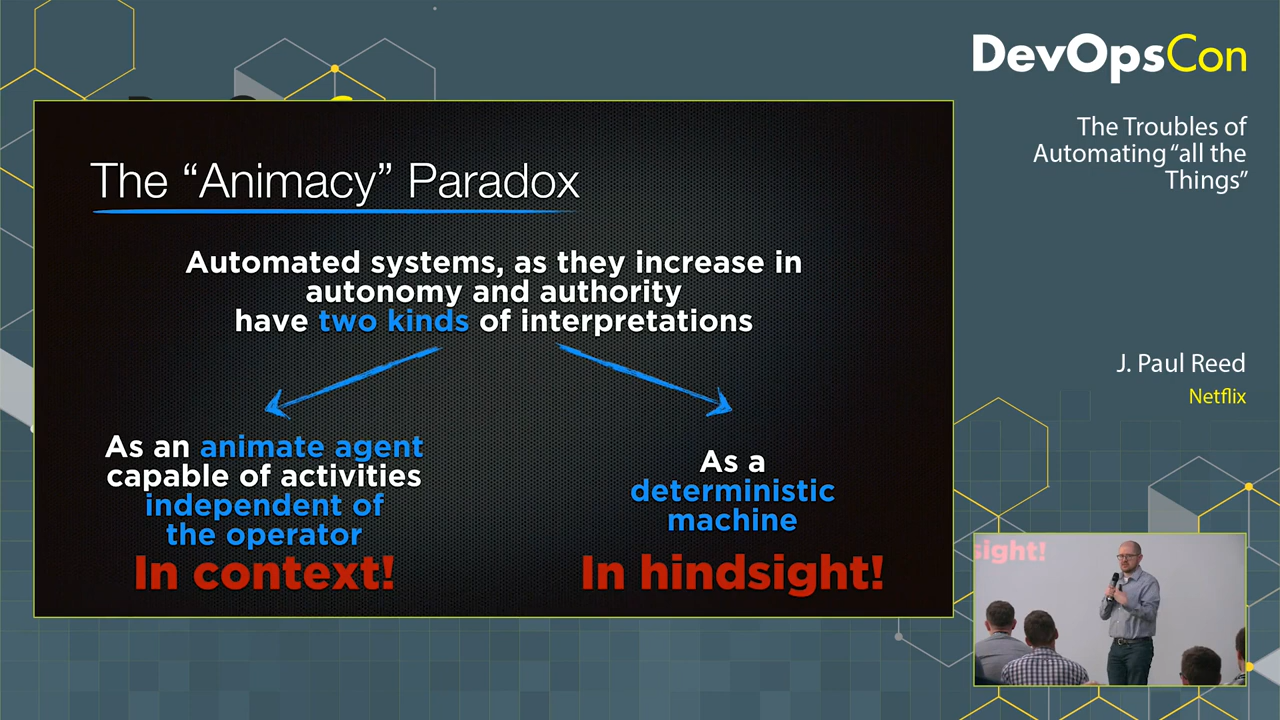 DevOpsCon
The Troubles of
Automating “all the
Things”
The “Animacy” Paradox
Automated systems, as they increase in
autonomy and authority
have two kinds of interpretations
As an animate agent
capable of activities
independent of
the operator
In context!
As a
deterministic
machine
In hindsight!
J. Paul Reed
Netflix
sight!